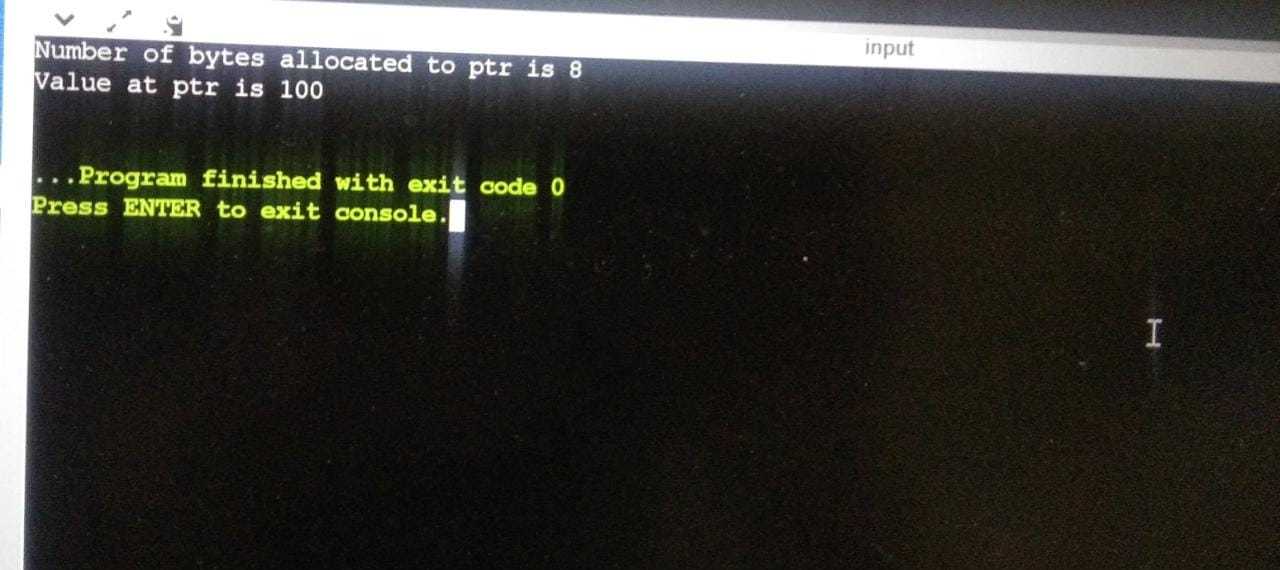 input
Number of bytes allocated to ptr is 8
Value at ptr is 100
...Program finished with exit code 0
Press ENTER to exit console.